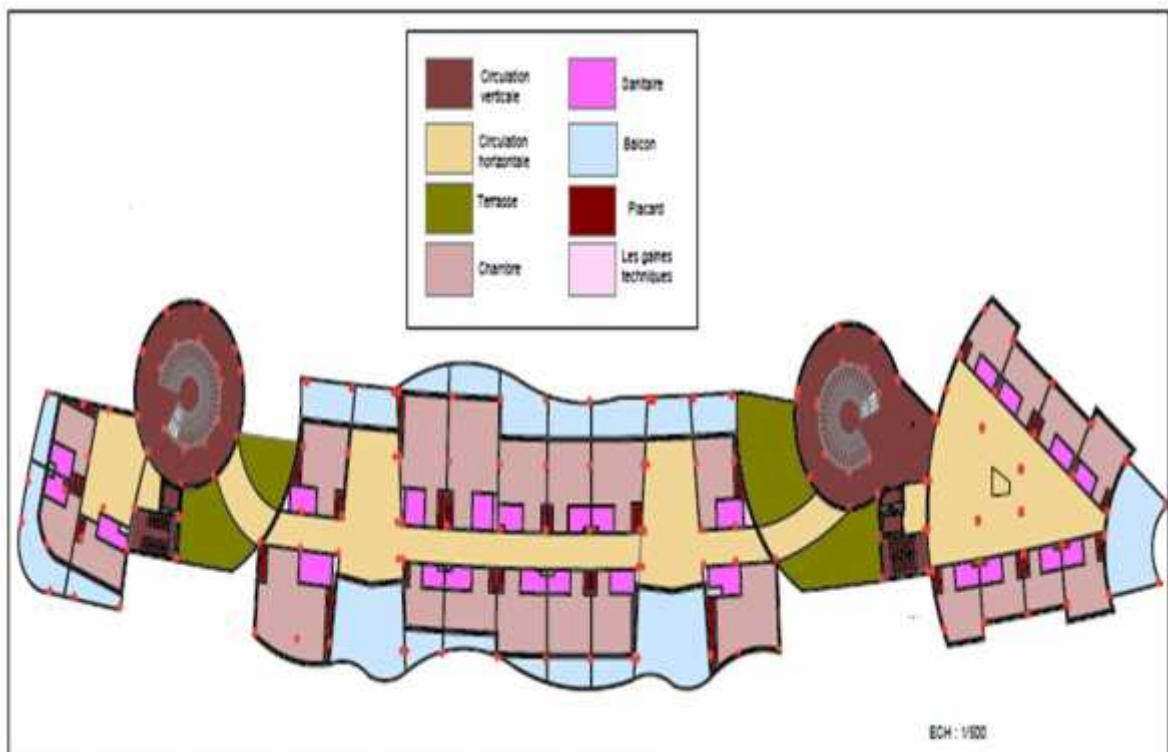 Circulation
verticale
Circulation
horizontale
Terrasse
Chambre
Sanitaire
Balcon
Placard
Les gaines
techniques
ECH : 1/500